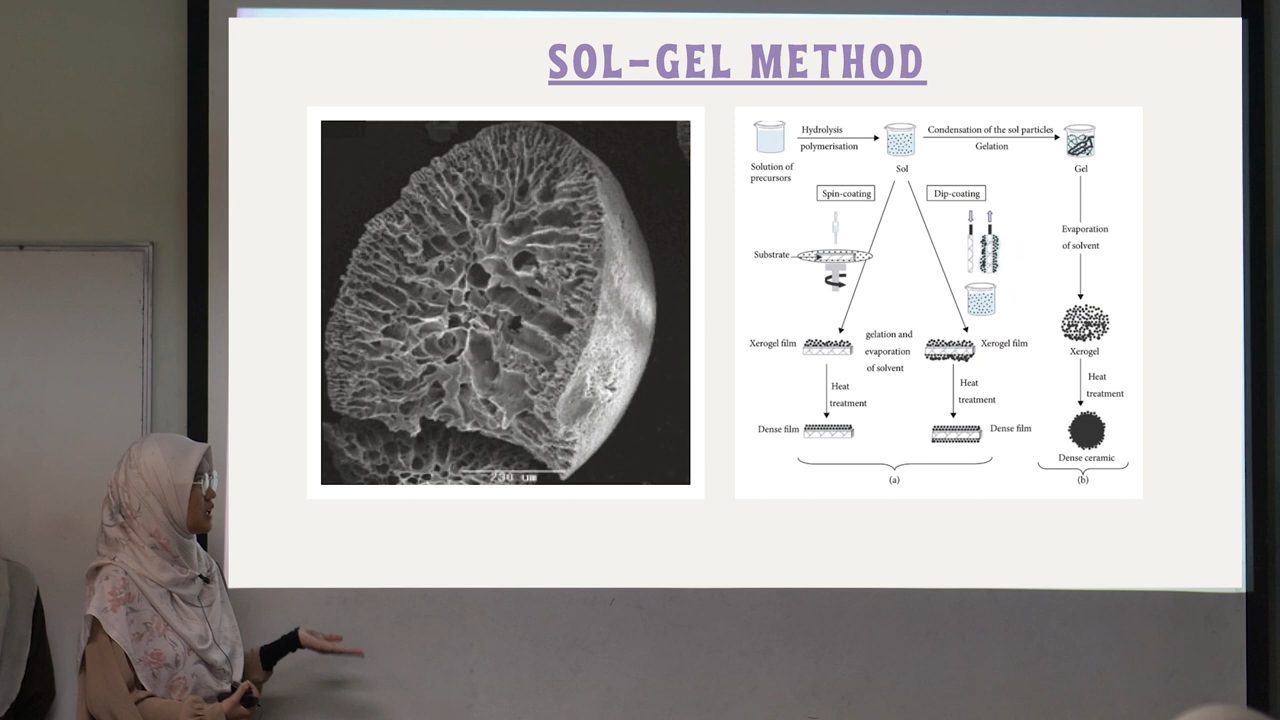 SOL-GEL METHOD
230 um
Solution of
precursors
Hydrolysis
polymerisation
Sol
Condensation of the sol particles
Gelation
Gel
Spin-coating
Dip-coating
Substrate
Evaporation
of solvent
Xerogel film
gelation and
evaporation
of solvent
Xerogel film
Xerogel
Heat
treatment
Heat
treatment
Heat
treatment
Dense film
Dense film
Dense ceramic
(a)
(b)